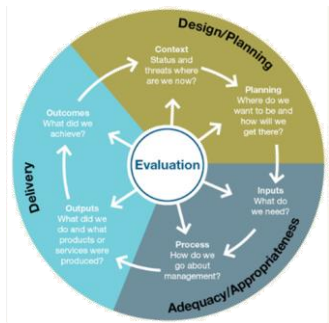 Design/Planning
Context
Status and
threats where
are we now?
Planning
Where do we
want to be and
how will we
get there?
Outcomes
What did we
achieve?
Evaluation
Delivery
Inputs
What do
we need?
Outputs
What did we
do and what
products or
services were
produced?
Process
How do we
go about
management?
Adequacy/Appropriateness